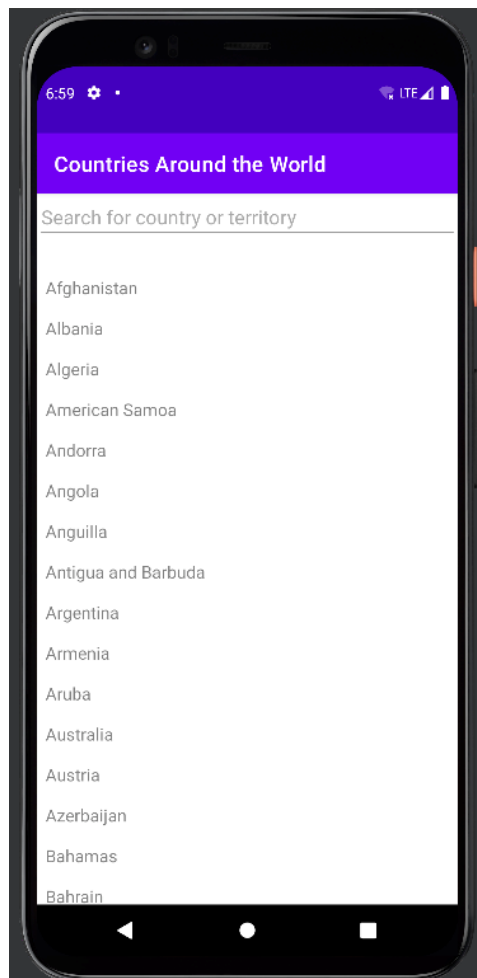 6:59
LTE
Countries Around the World
Search for country or territory
Afghanistan
Albania
Algeria
American Samoa
Andorra
Angola
Anguilla
Antigua and Barbuda
Argentina
Armenia
Aruba
Australia
Austria
Azerbaijan
Bahamas
Bahrain